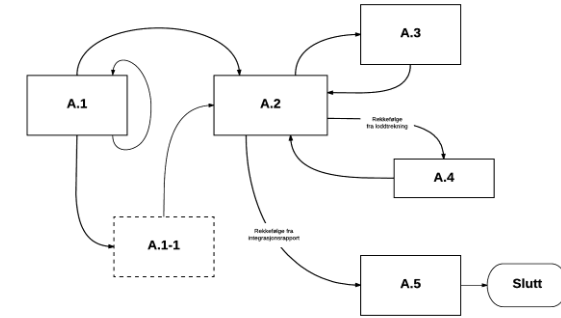 A.3
A.1
A.2
Rekkefølge
fra loddtrekning
A.4
A.1-1
Rekkefølge fra
integrasjonsrapport
A.5
Slutt